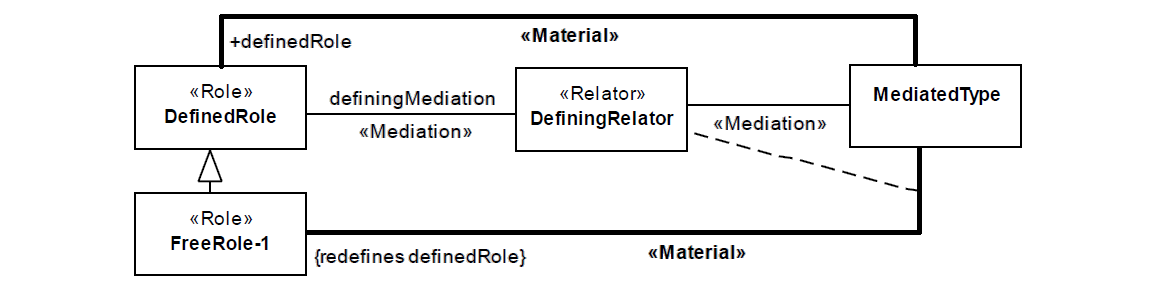 +definedRole
«Material»
«Role»
DefinedRole
definingMediation
«Mediation»
«Relator»
DefiningRelator
«Mediation»
MediatedType
«Role»
FreeRole-1
{redefines definedRole}
«Material»